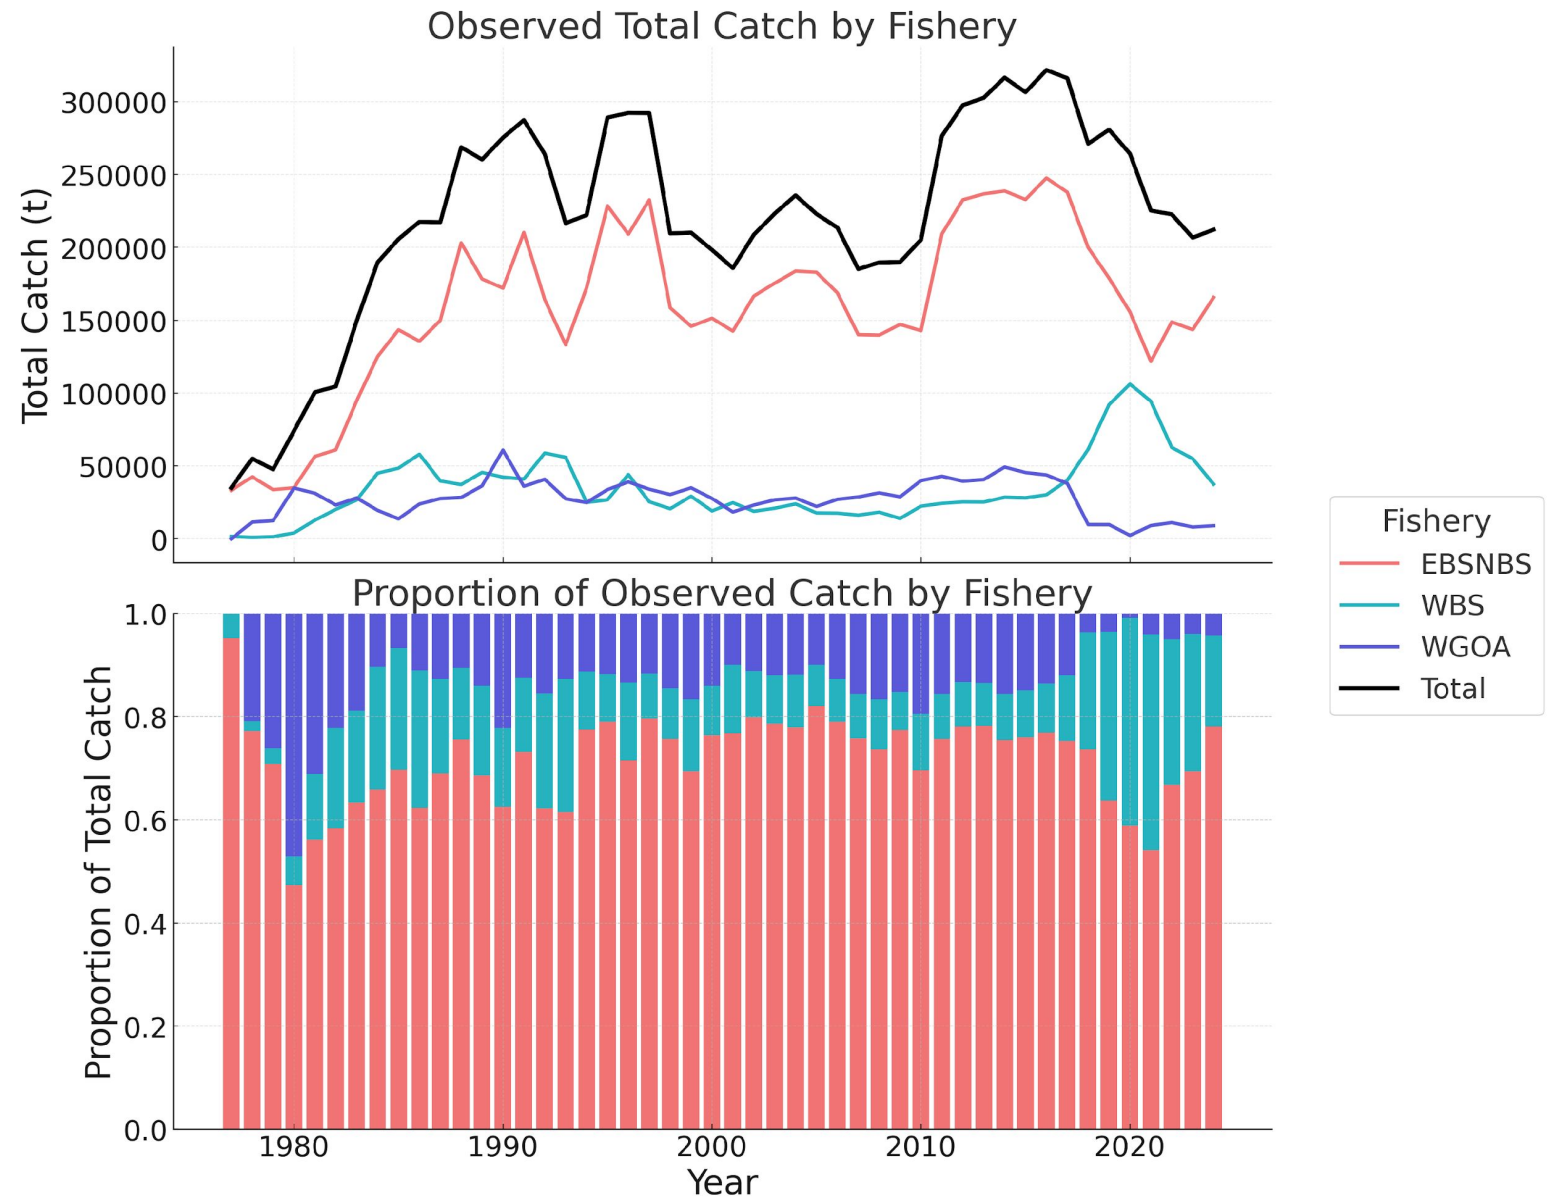 Observed Total Catch by Fishery
Total Catch (t)
300000
250000
200000
150000
100000
50000
0
Fishery
EBSNBS
WBS
WGOA
Total
Proportion of Observed Catch by Fishery
Proportion of Total Catch
1.0
0.8
0.6
0.4
0.2
0.0
1980 1990 2000 2010 2020
Year